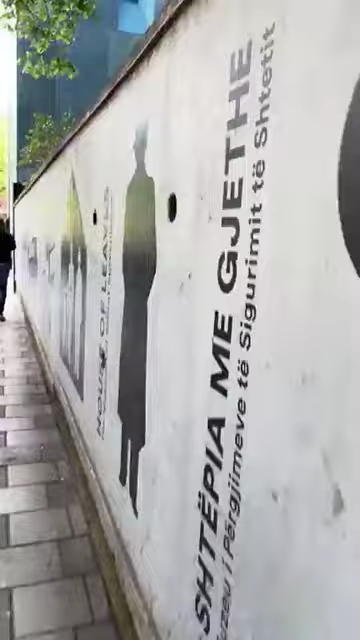 SHTËPIA ME GJETHE
i Përgjimeve të Sigurimit të Shtetit
HOUSE OF LEAVES